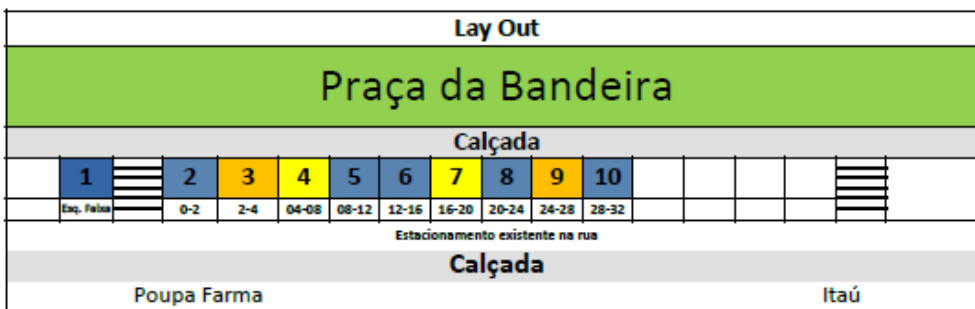 Lay Out
Praça da Bandeira
Calçada
1 2 3 4 5 6 7 8 9 10
Esq. Faixa 0-2 2-4 04-08 08-12 12-16 16-20 20-24 24-28 28-32
Estacionamento existente na rua
Calçada
Poupa Farma Itaú